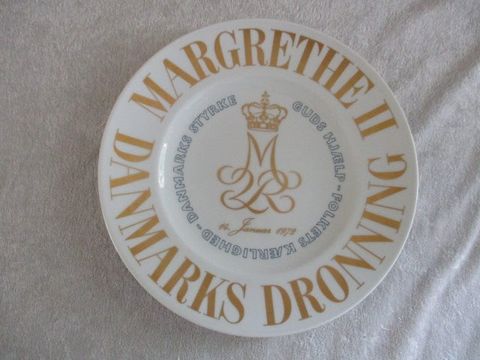 MARGRETHE II
DANMARKS DRONNING
GUDS HJÆLP - FOLKETS KÆRLIGHED - DANMARKS STYRKE
14. Januar 1972